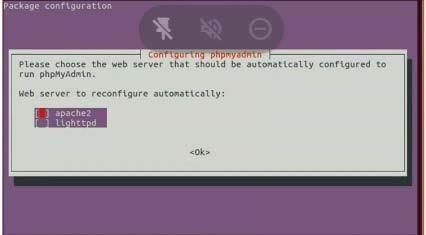 Package configuration
Configuring phpmyadmin
Please choose the web server that should be automatically configured to
run phpMyAdmin.
Web server to reconfigure automatically:
[ ] apache2
[ ] lighttpd
<Ok>